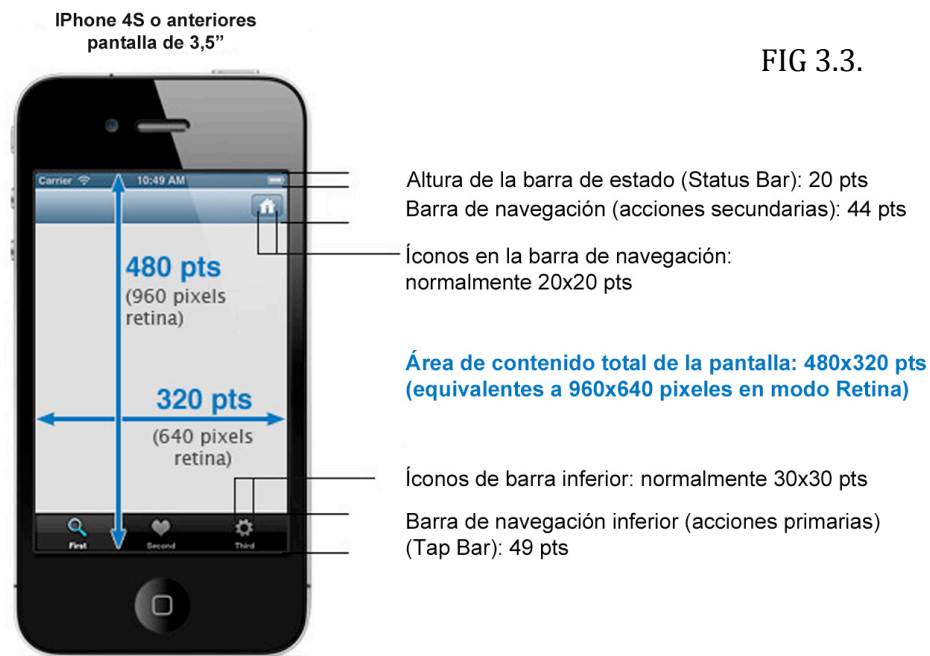 IPhone 4S o anteriores
pantalla de 3,5”
FIG 3.3.
Carrier 10:49 AM
Altura de la barra de estado (Status Bar): 20 pts
Barra de navegación (acciones secundarias): 44 pts
Íconos en la barra de navegación:
normalmente 20x20 pts
480 pts
(960 pixels
retina)
Área de contenido total de la pantalla: 480x320 pts
(equivalentes a 960x640 pixeles en modo Retina)
320 pts
(640 pixels
retina)
Íconos de barra inferior: normalmente 30x30 pts
Barra de navegación inferior (acciones primarias)
(Tap Bar): 49 pts
First Second Third